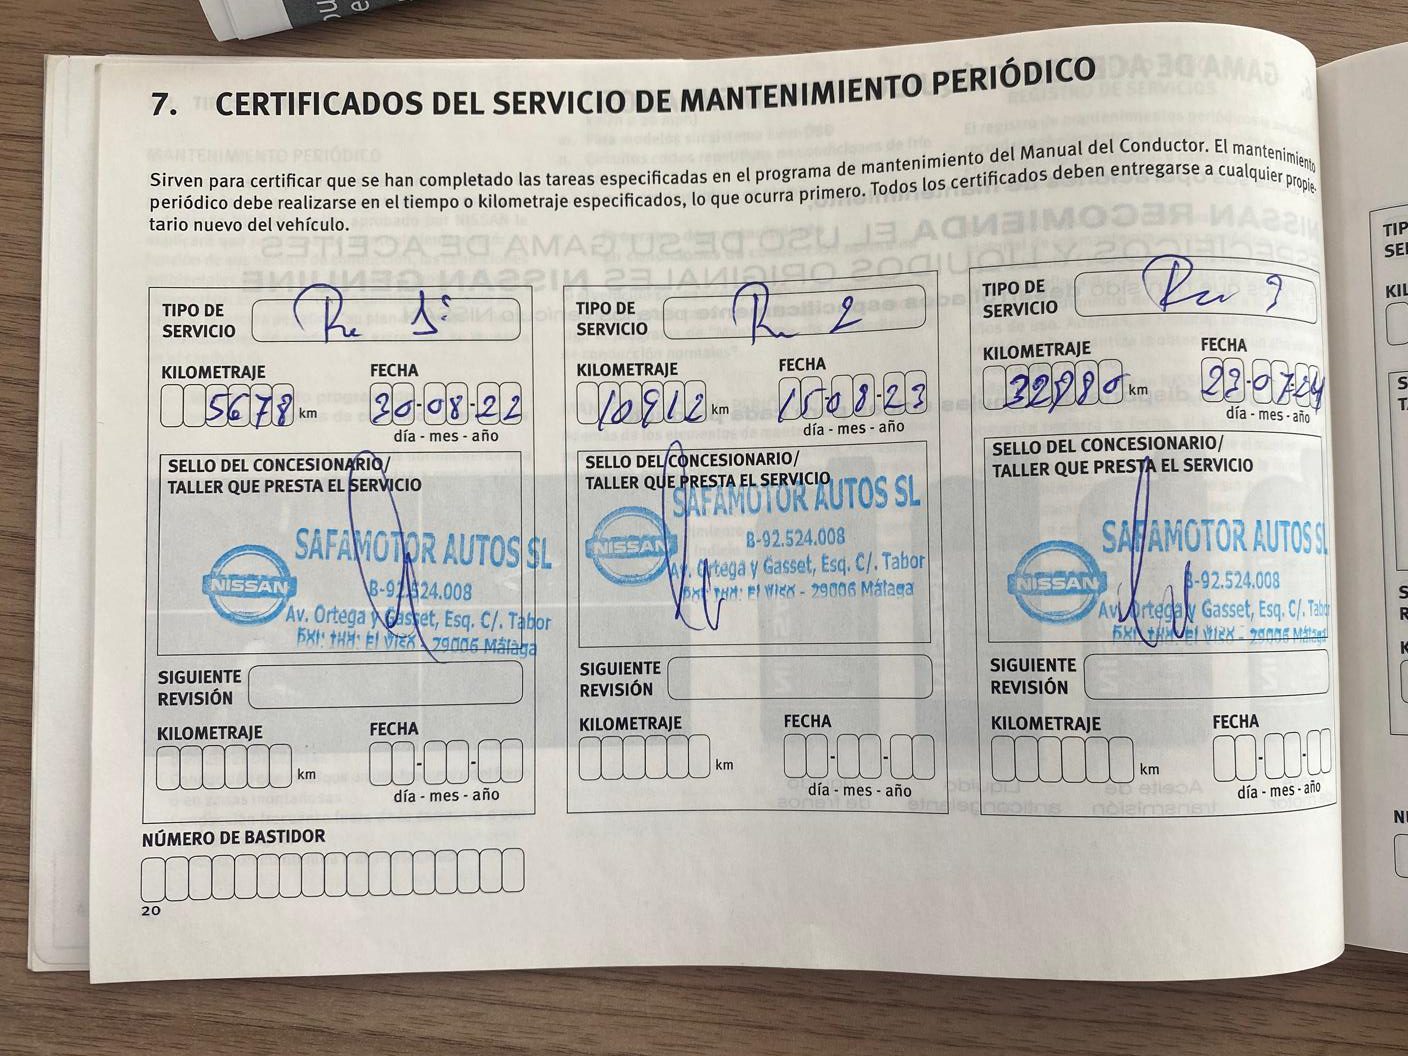 7. CERTIFICADOS DEL SERVICIO DE MANTENIMIENTO PERIÓDICO
Sirven para certificar que se han completado las tareas especificadas en el programa de mantenimiento del Manual del Conductor. El mantenimiento
periódico debe realizarse en el tiempo o kilometraje especificados, lo que ocurra primero. Todos los certificados deben entregarse a cualquier propie-
tario nuevo del vehículo.
TIPO DE
SERVICIO
KILOMETRAJE
5678 km
FECHA
30-08-22
día - mes - año
SELLO DEL CONCESIONARIO/
TALLER QUE PRESTA EL SERVICIO
NISSAN
SAFAMOTOR AUTOS SL
B-92.524.008
Av. Ortega y Gasset, Esq. C/. Tabor
29006 Málaga
SIGUIENTE
REVISIÓN
KILOMETRAJE
km
FECHA
día - mes - año
NÚMERO DE BASTIDOR
20
TIPO DE
SERVICIO
2
KILOMETRAJE
10912 km
FECHA
15-08-23
día - mes - año
SELLO DEL CONCESIONARIO/
TALLER QUE PRESTA EL SERVICIO
NISSAN
SAFAMOTOR AUTOS SL
B-92.524.008
Av. Ortega y Gasset, Esq. C/. Tabor
29006 Málaga
SIGUIENTE
REVISIÓN
KILOMETRAJE
km
FECHA
día - mes - año
TIPO DE
SERVICIO
3
KILOMETRAJE
km
FECHA
23-07-24
día - mes - año
SELLO DEL CONCESIONARIO/
TALLER QUE PRESTA EL SERVICIO
NISSAN
SAFAMOTOR AUTOS SL
B-92.524.008
Av. Ortega y Gasset, Esq. C/. Tabor
29006 Málaga
SIGUIENTE
REVISIÓN
KILOMETRAJE
km
FECHA
día - mes - año